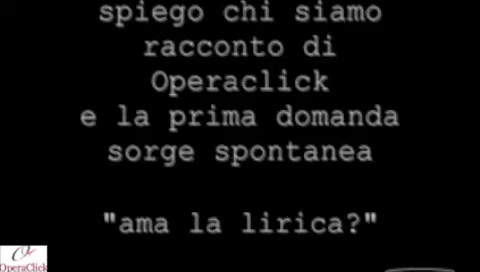 spiego chi siamo
racconto di
Operaclick
e la prima domanda
sorge spontanea
"ama la lirica?"
OperaClick